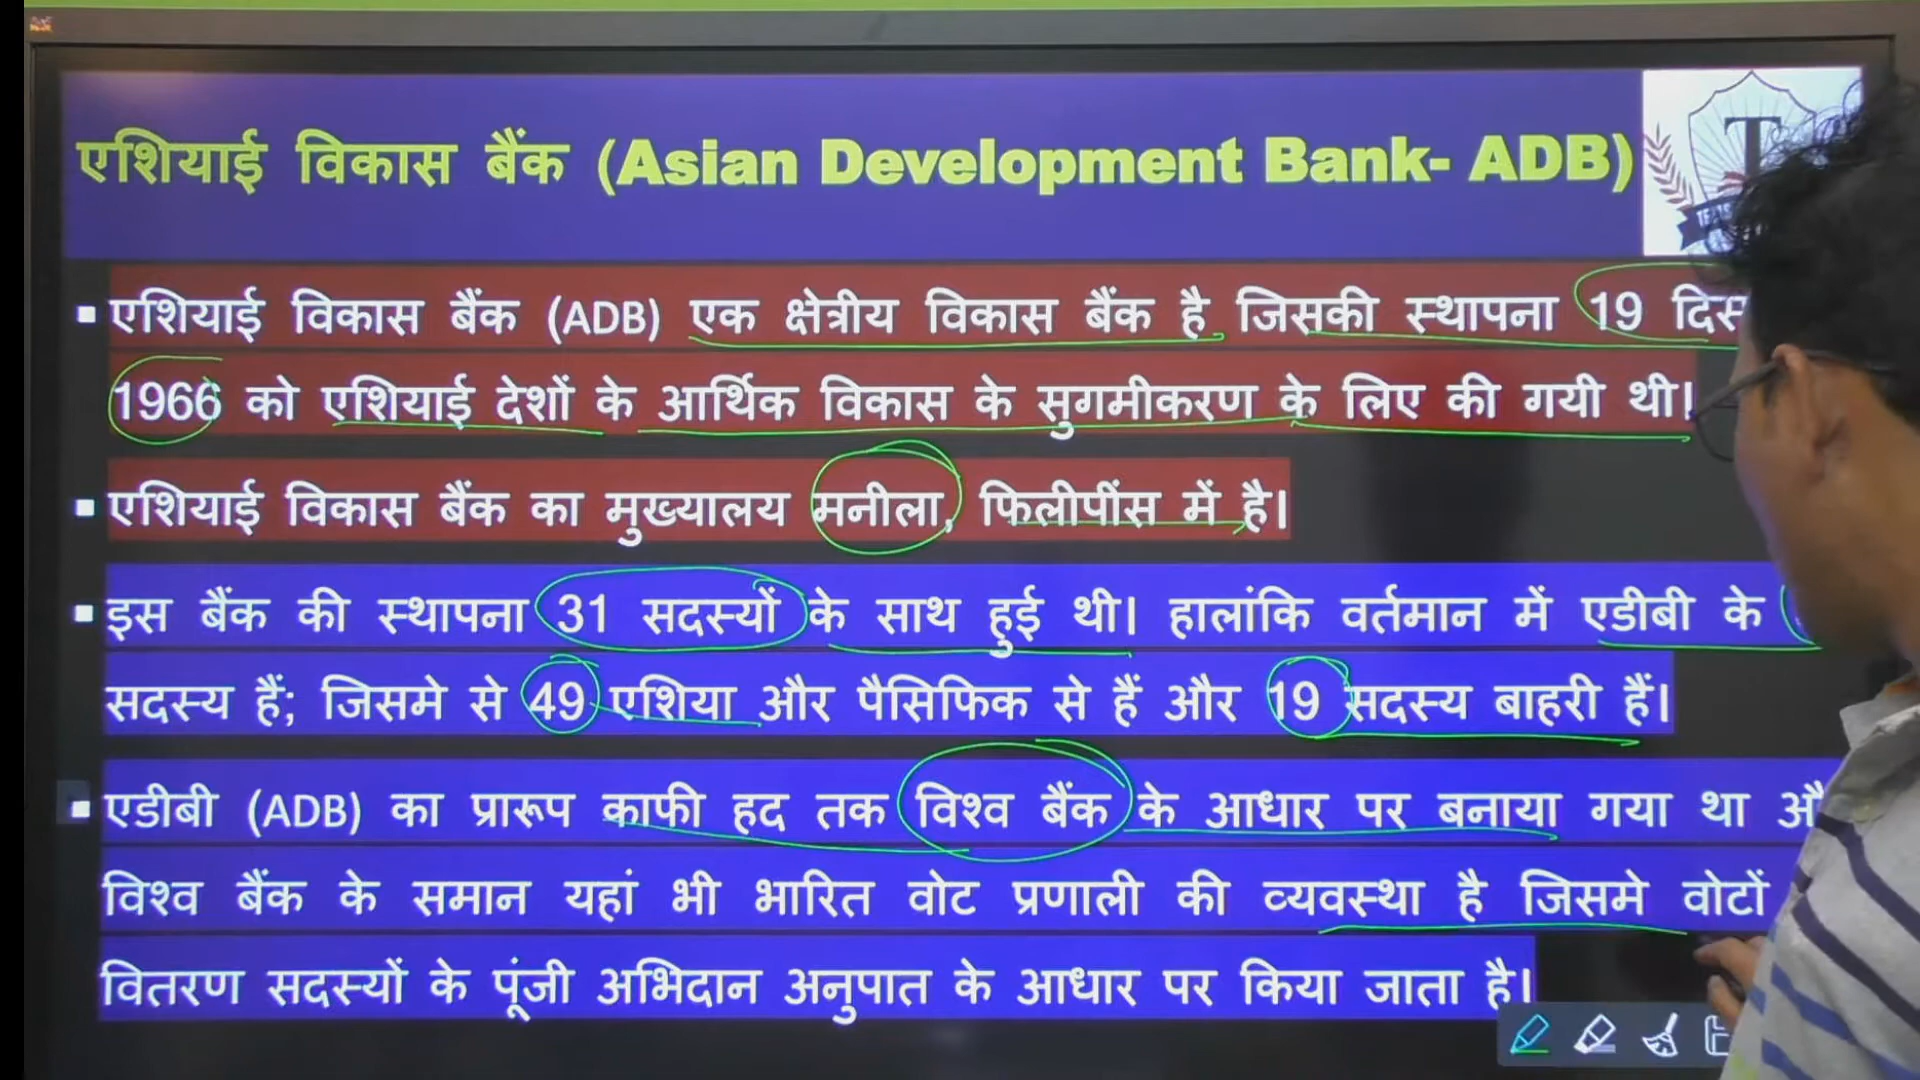 एशियाई विकास बैंक (Asian Development Bank- ADB)
T
▪ एशियाई विकास बैंक (ADB) एक क्षेत्रीय विकास बैंक है जिसकी स्थापना 19
1966 को एशियाई देशों के आर्थिक विकास के सुगमीकरण के लिए की गयी थी।
▪ एशियाई विकास बैंक का मुख्यालय मनीला, फिलीपींस में है।
▪ इस बैंक की स्थापना 31 सदस्यों के साथ हुई थी। हालांकि वर्तमान में एडीबी के
सदस्य हैं; जिसमे से 49 एशिया और पैसिफिक से हैं और 19 सदस्य बाहरी हैं।
▪ एडीबी (ADB) का प्रारूप काफी हद तक विश्व बैंक के आधार पर बनाया गया था
विश्व बैंक के समान यहां भी भारित वोट प्रणाली की व्यवस्था है जिसमे वोटों
वितरण सदस्यों के पूंजी अभिदान अनुपात के आधार पर किया जाता है।